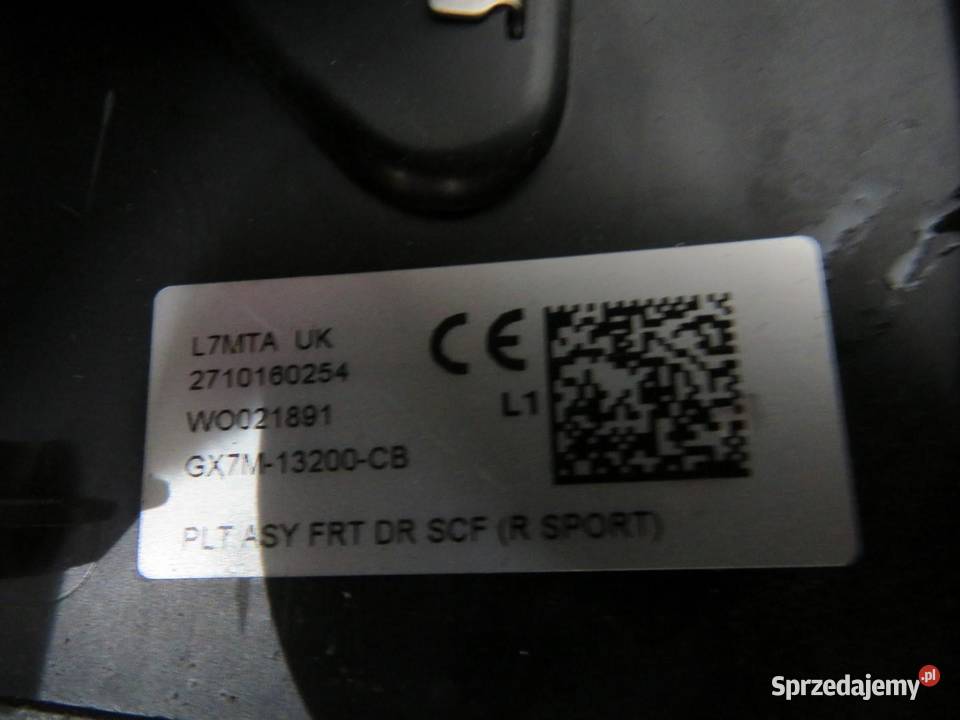 L7MTA UK
2710160254
WO021891
GX7M-13200-CB
PLT ASY FRT DR SCF (R SPORT)
CE
L1
Sprzedajemy.pl